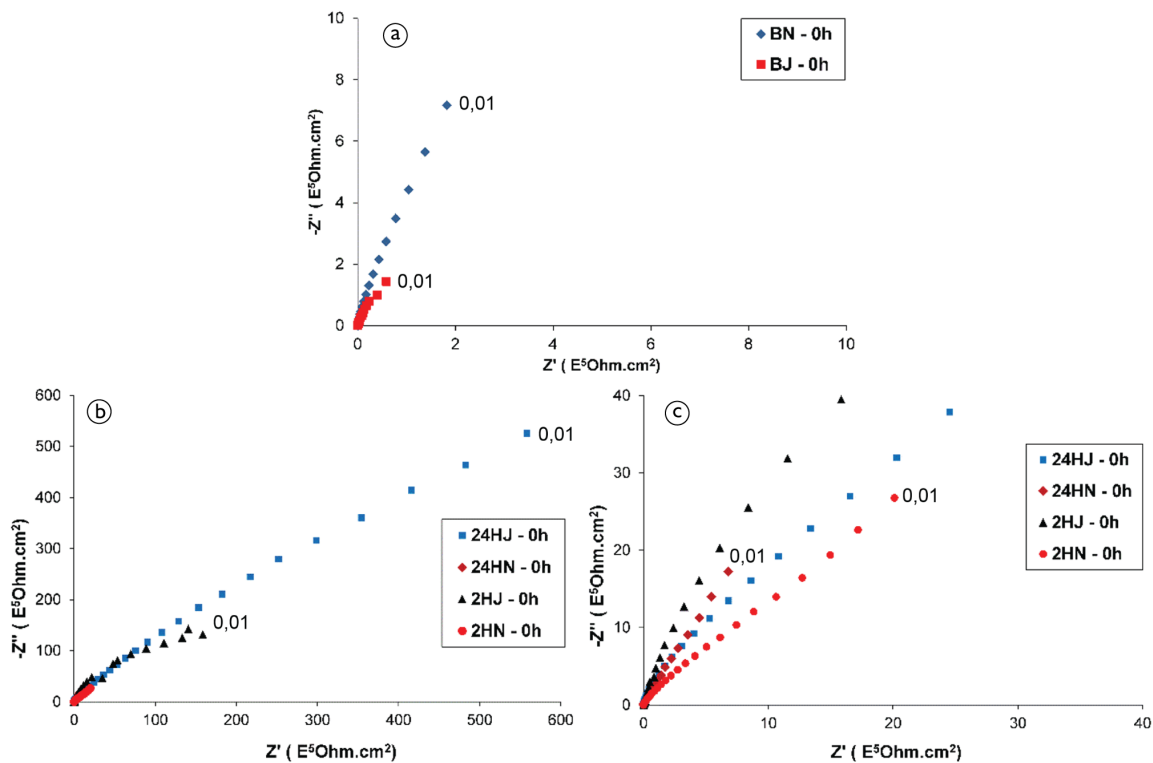 a
10
8
6
4
2
0
-Z'' ( E⁵Ohm.cm²)
0,01
0,01
BN - 0h
BJ - 0h
0 2 4 6 8 10
Z' ( E⁵Ohm.cm²)
b
600
500
400
300
200
100
0
-Z'' ( E⁵Ohm.cm²)
0,01
0,01
24HJ - 0h
24HN - 0h
2HJ - 0h
2HN - 0h
0 100 200 300 400 500 600
Z' ( E⁵Ohm.cm²)
c
40
30
20
10
0
-Z'' ( E⁵Ohm.cm²)
0,01
0,01
24HJ - 0h
24HN - 0h
2HJ - 0h
2HN - 0h
0 10 20 30 40
Z' ( E⁵Ohm.cm²)